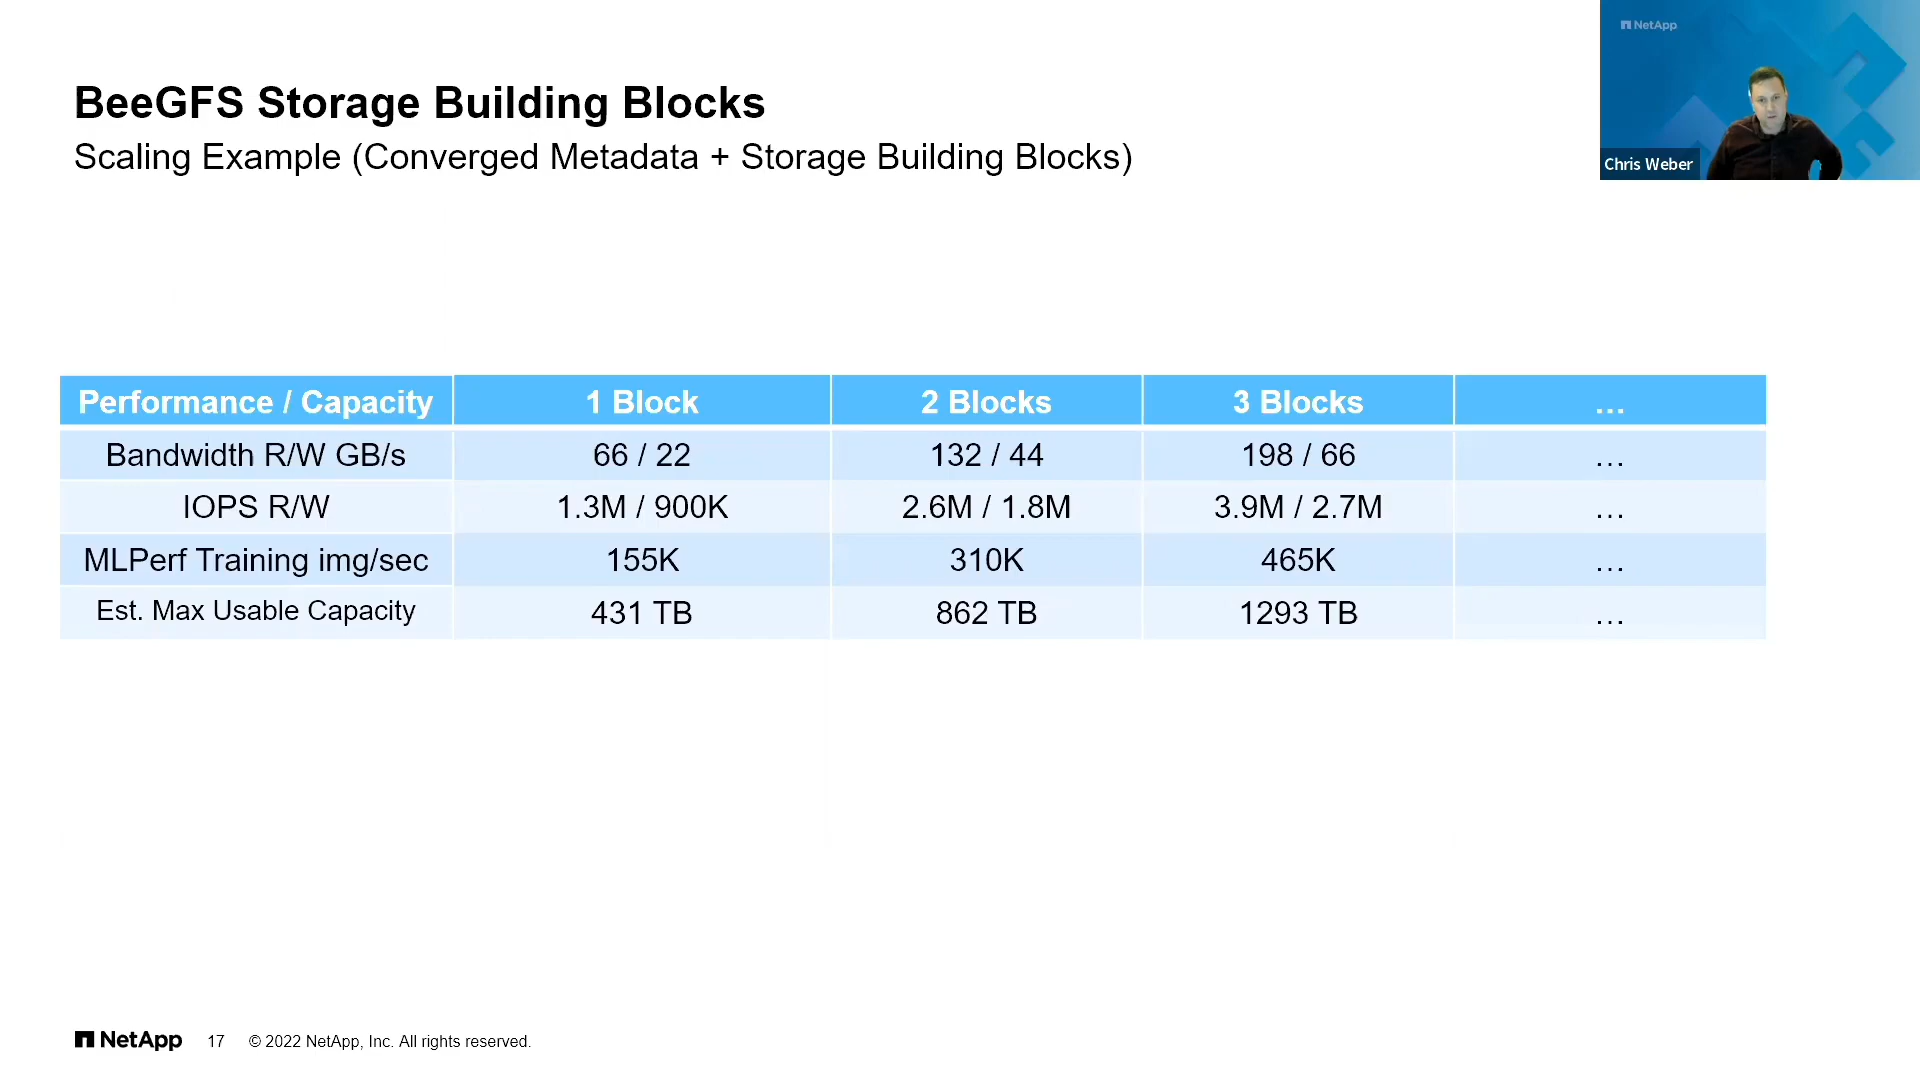 BeeGFS Storage Building Blocks
Scaling Example (Converged Metadata + Storage Building Blocks)
NetApp
Chris Weber
Performance / Capacity 1 Block 2 Blocks 3 Blocks …
Bandwidth R/W GB/s 66 / 22 132 / 44 198 / 66 …
IOPS R/W 1.3M / 900K 2.6M / 1.8M 3.9M / 2.7M …
MLPerf Training img/sec 155K 310K 465K …
Est. Max Usable Capacity 431 TB 862 TB 1293 TB …
NetApp 17 © 2022 NetApp, Inc. All rights reserved.